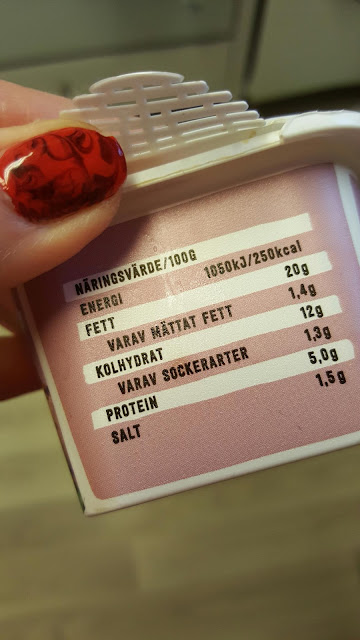 NÄRINGSVÄRDE/100G
ENERGI 1050kJ/250kcal
FETT 20g
VARAV MÄTTAT FETT 1,4g
KOLHYDRAT 12g
VARAV SOCKERARTER 1,3g
PROTEIN 5,0g
SALT 1,5g